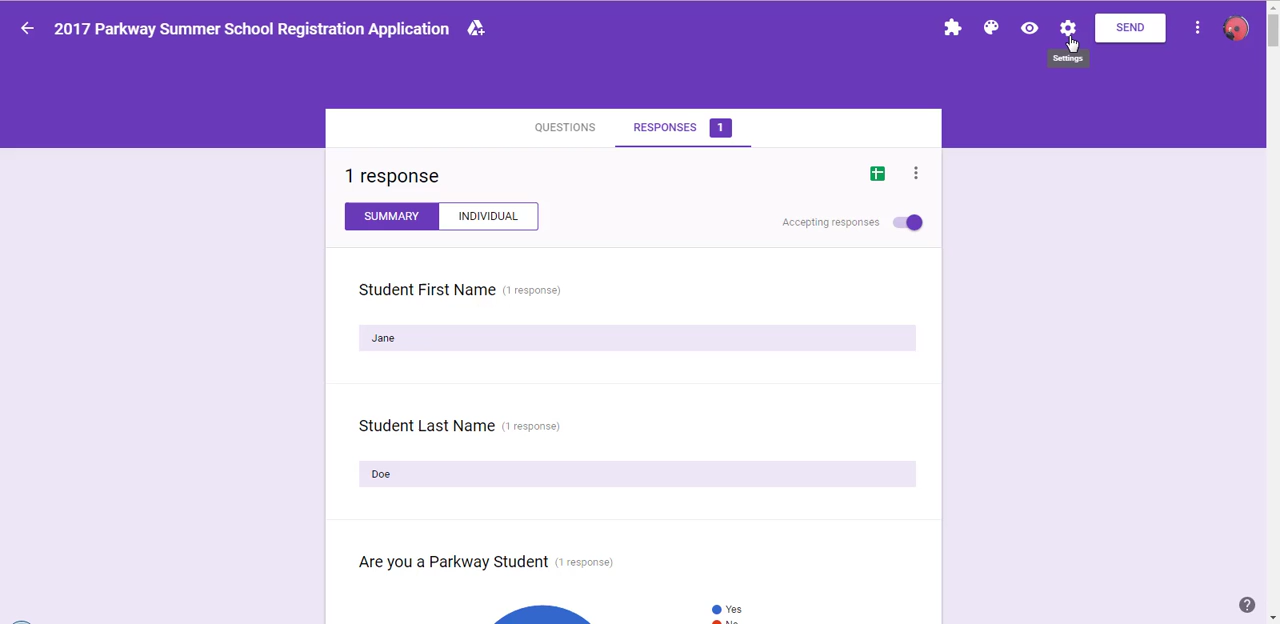 2017 Parkway Summer School Registration Application
SEND
Settings
QUESTIONS
RESPONSES 1
1 response
SUMMARY
INDIVIDUAL
Accepting responses
Student First Name (1 response)
Jane
Student Last Name (1 response)
Doe
Are you a Parkway Student (1 response)
Yes
No